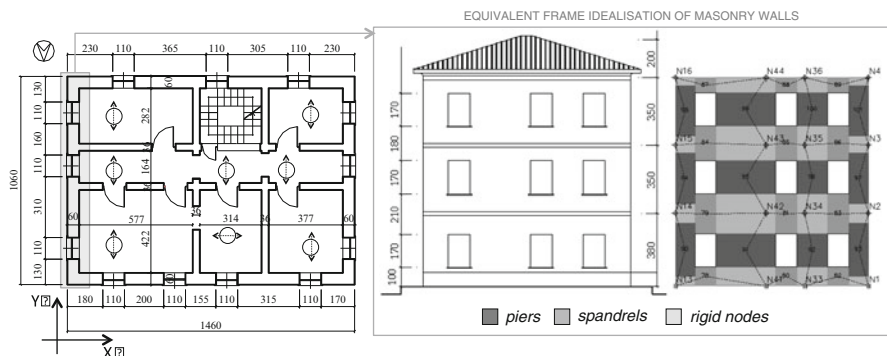 EQUIVALENT FRAME IDEALISATION OF MASONRY WALLS
230 110 365 110 305 110 230
60
130
110
160
110
310
110
130
1060
282
164
60 577 314 36 377 60
422
60
180 110 200 110 155 110 315 110 170
1460
Y
X
170
180
170
210
170
100
200
350
350
380
N16 N44 N36 N4
N15 N43 N35 N3
N14 N42 N34 N2
N13 N41 N33 N1
piers spandrels rigid nodes